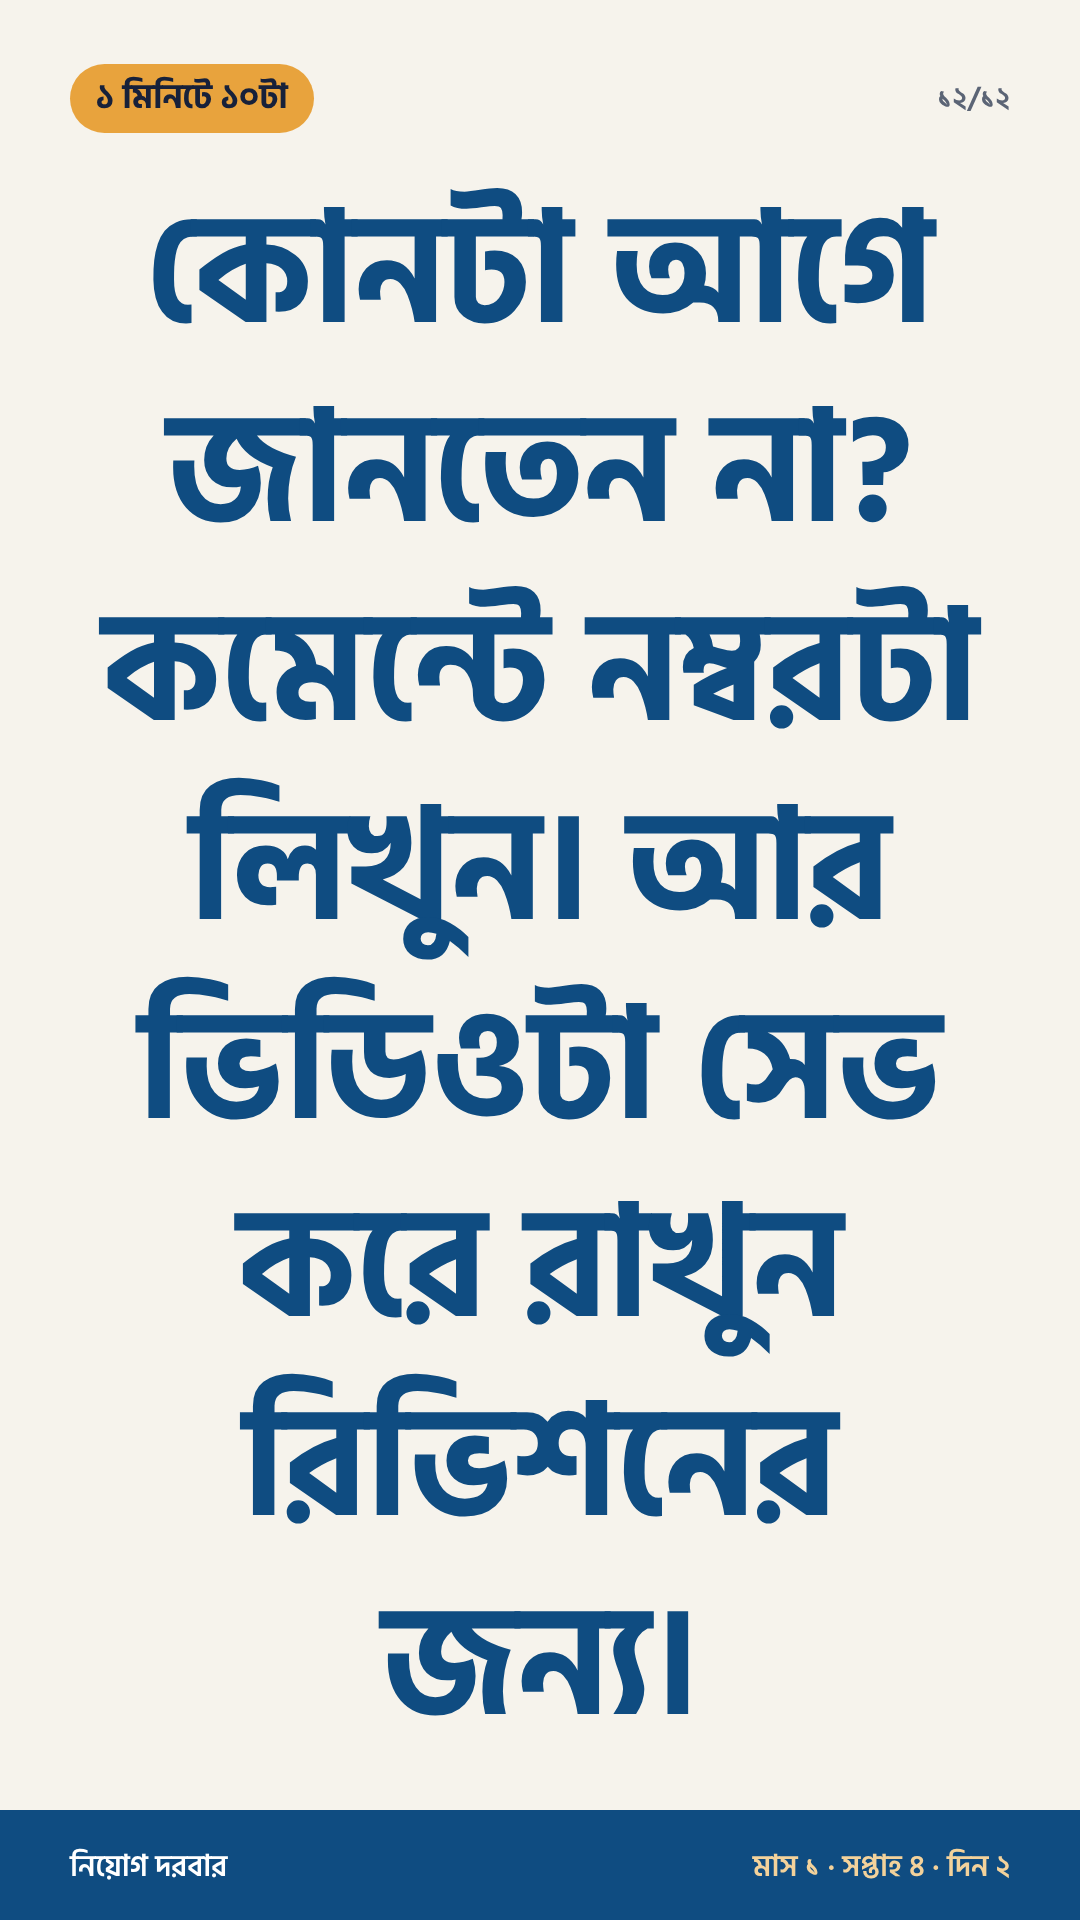 ১ মিনিটে ১০টা
১২/১২
কোনটা আগে
জানতেন না?
কমেন্টে নম্বরটা
লিখুন। আর
ভিডিওটা সেভ
করে রাখুন
রিভিশনের
জন্য।
নিয়োগ দরবার
মাস ১ · সপ্তাহ ৪ · দিন ২